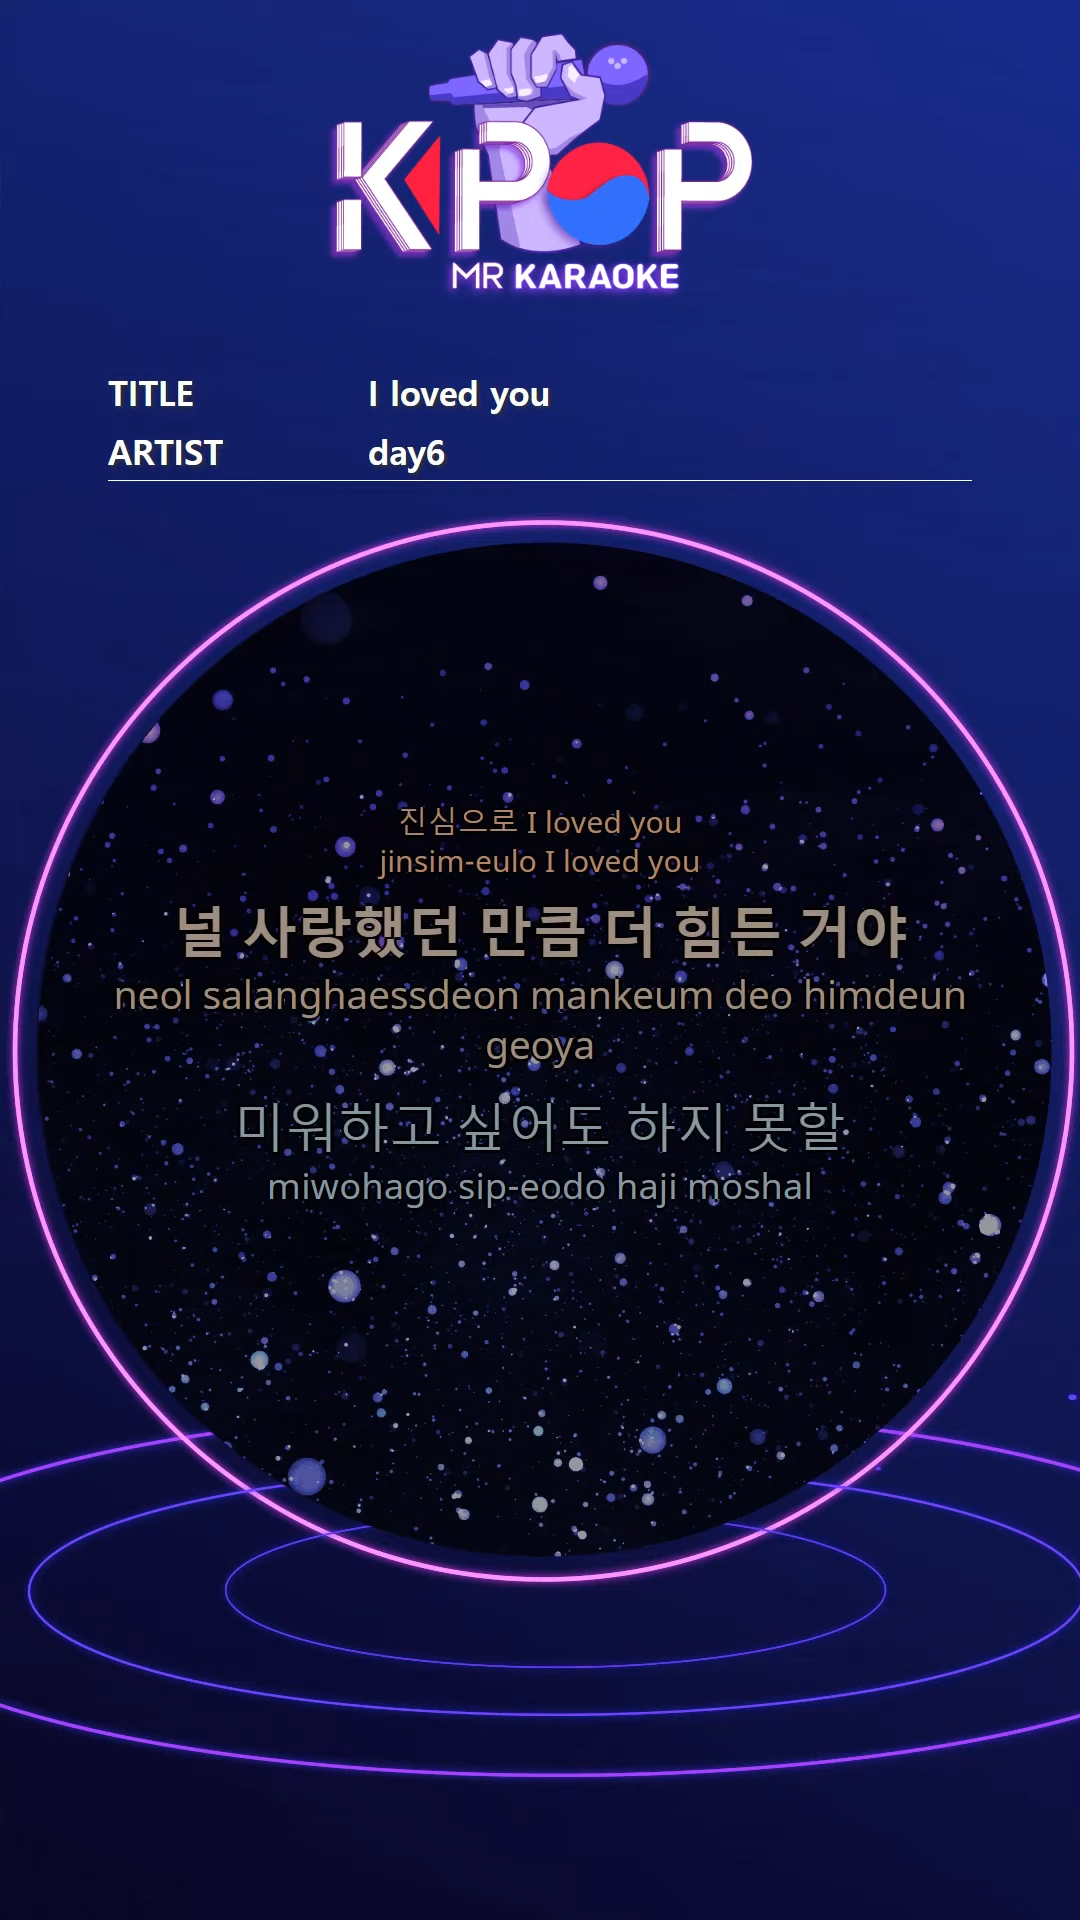 KPOP
MR KARAOKE
TITLE I loved you
ARTIST day6
진심으로 I loved you
jinsim-eulo I loved you
널 사랑했던 만큼 더 힘든 거야
neol salanghaessdeon mankeum deo himdeun
geoya
미워하고 싶어도 하지 못할
miwohago sip-eodo haji moshal